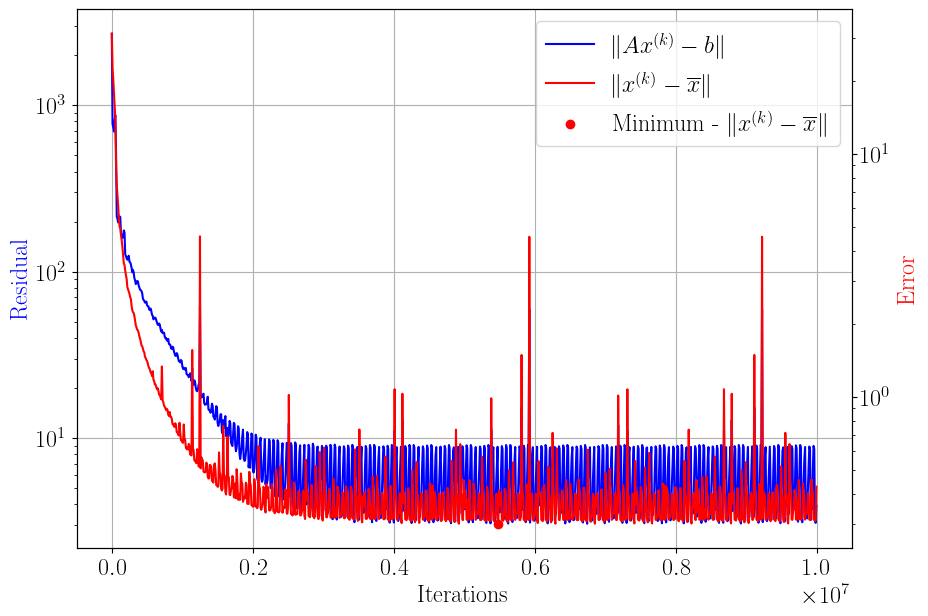 ‖Ax^{(k)} − b‖
‖x^{(k)} − x̅‖
Minimum - ‖x^{(k)} − x̅‖
10^3
10^2
10^1
Residual
10^1
10^0
Error
0.0 0.2 0.4 0.6 0.8 1.0
Iterations
×10^7